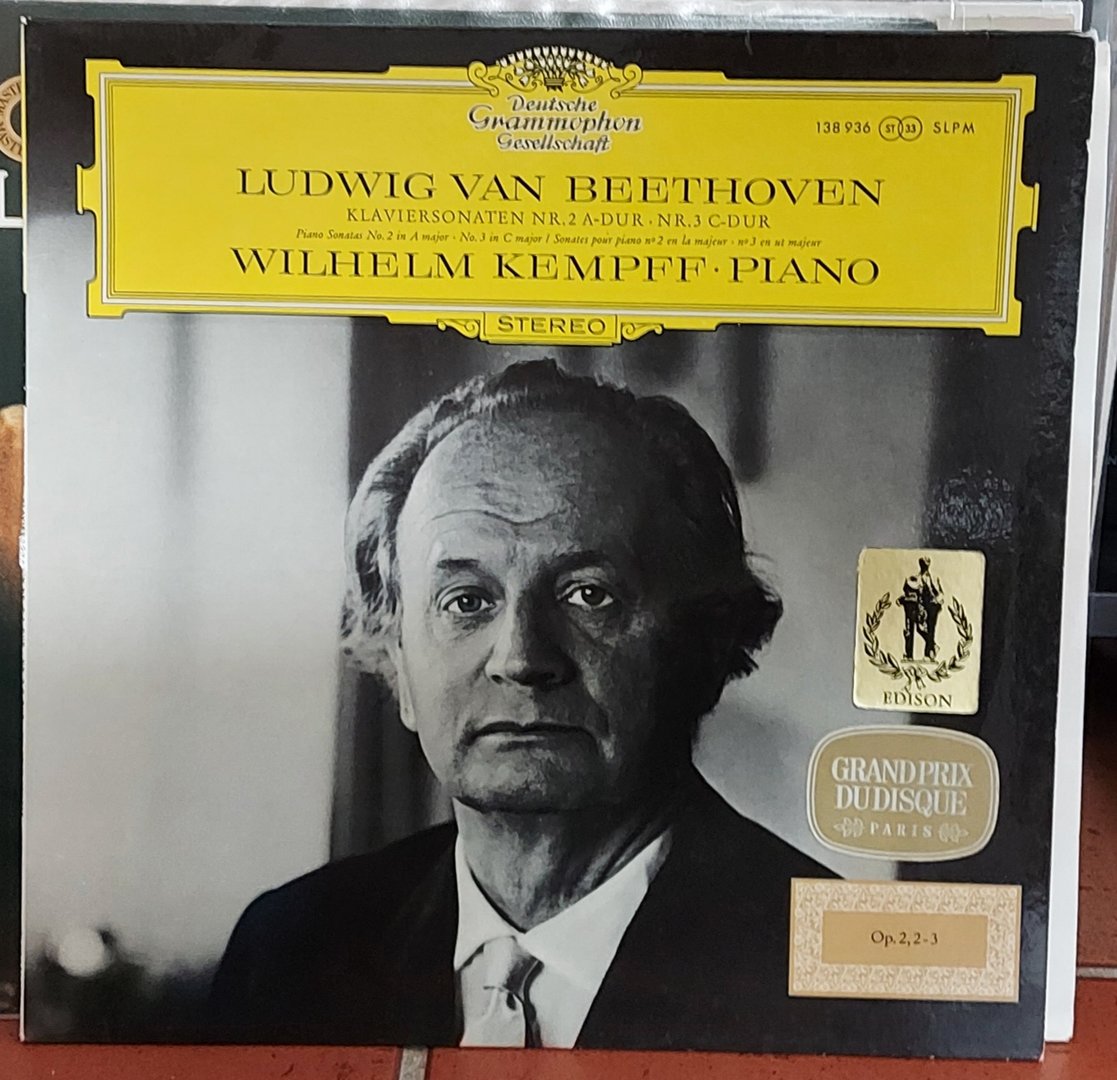 Deutsche
Grammophon
Gesellschaft
138 936 ST 33 SLPM
LUDWIG VAN BEETHOVEN
KLAVIERSONATEN NR. 2 A-DUR · NR. 3 C-DUR
Piano Sonatas No. 2 in A major · No. 3 in C major / Sonates pour piano nº 2 en la majeur · nº 3 en ut majeur
WILHELM KEMPFF · PIANO
STEREO
EDISON
GRAND PRIX
DU DISQUE
PARIS
Op. 2, 2-3